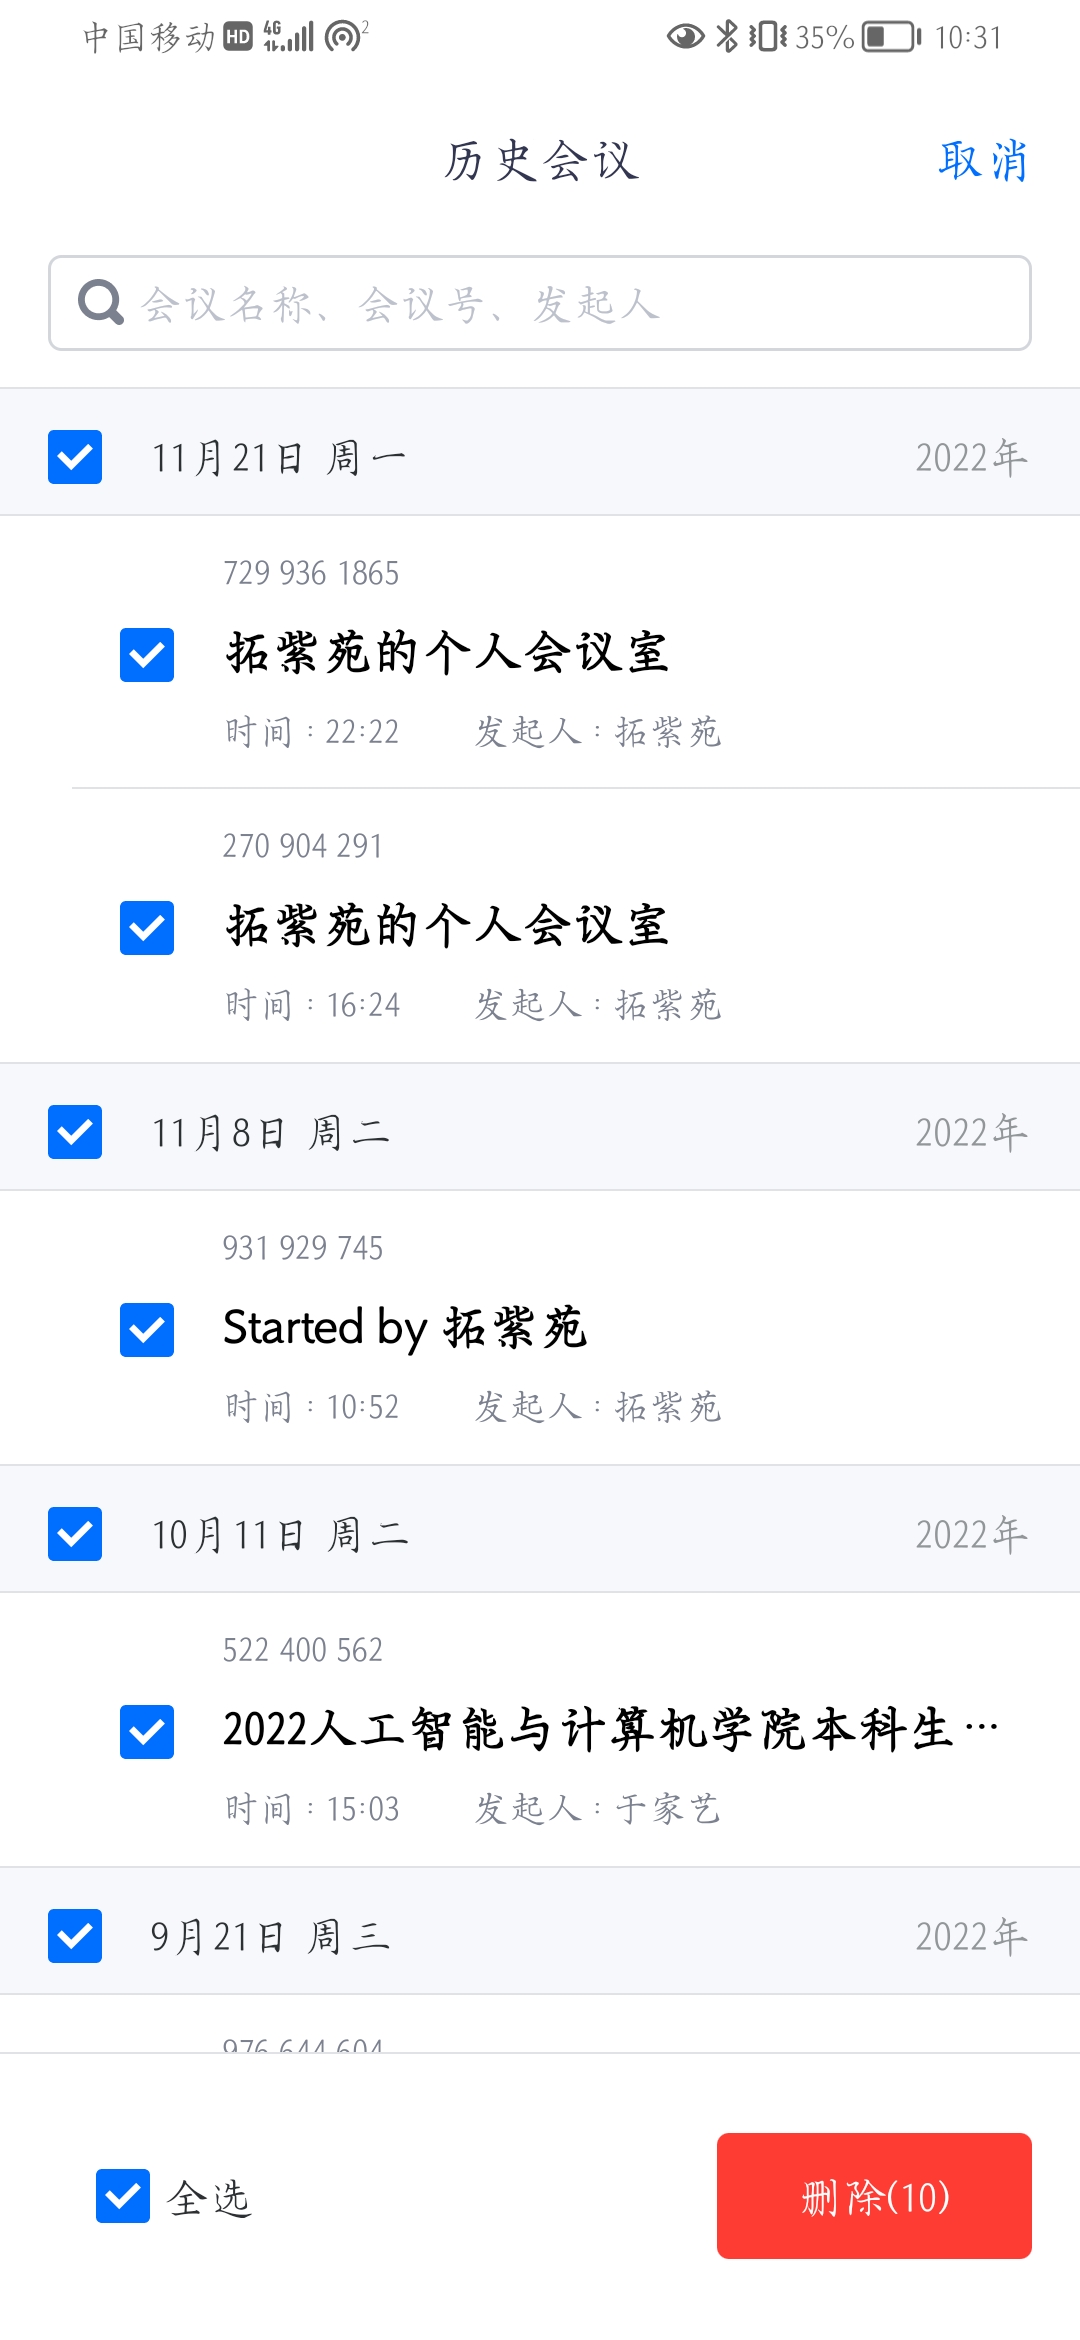 中国移动 HD 4G 2 35% 10:31
历史会议 取消
会议名称、会议号、发起人
11月21日 周一 2022年
729 936 1865
拓紫苑的个人会议室
时间：22:22 发起人：拓紫苑
270 904 291
拓紫苑的个人会议室
时间：16:24 发起人：拓紫苑
11月8日 周二 2022年
931 929 745
Started by 拓紫苑
时间：10:52 发起人：拓紫苑
10月11日 周二 2022年
522 400 562
2022人工智能与计算机学院本科生…
时间：15:03 发起人：于家艺
9月21日 周三 2022年
976 644 604
全选 删除(10)